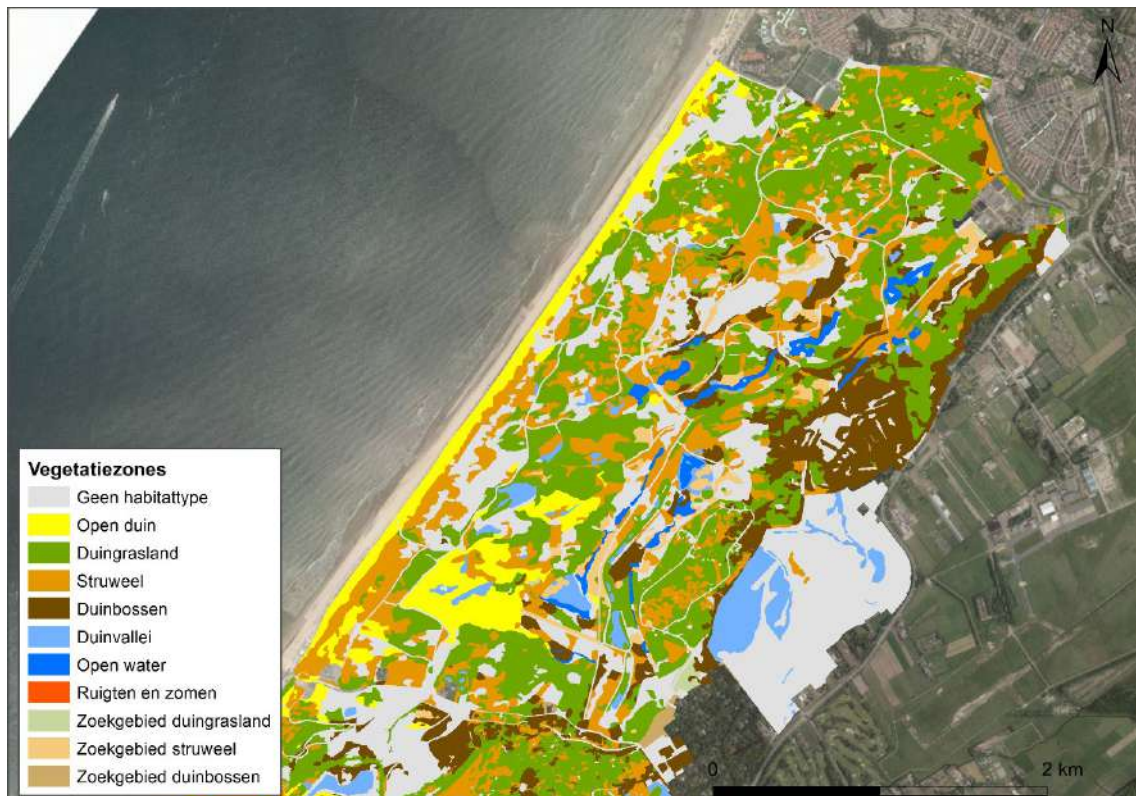 N
Vegetatiezones
Geen habitattype
Open duin
Duingrasland
Struweel
Duinbossen
Duinvallei
Open water
Ruigten en zomen
Zoekgebied duingrasland
Zoekgebied struweel
Zoekgebied duinbossen
0 2 km